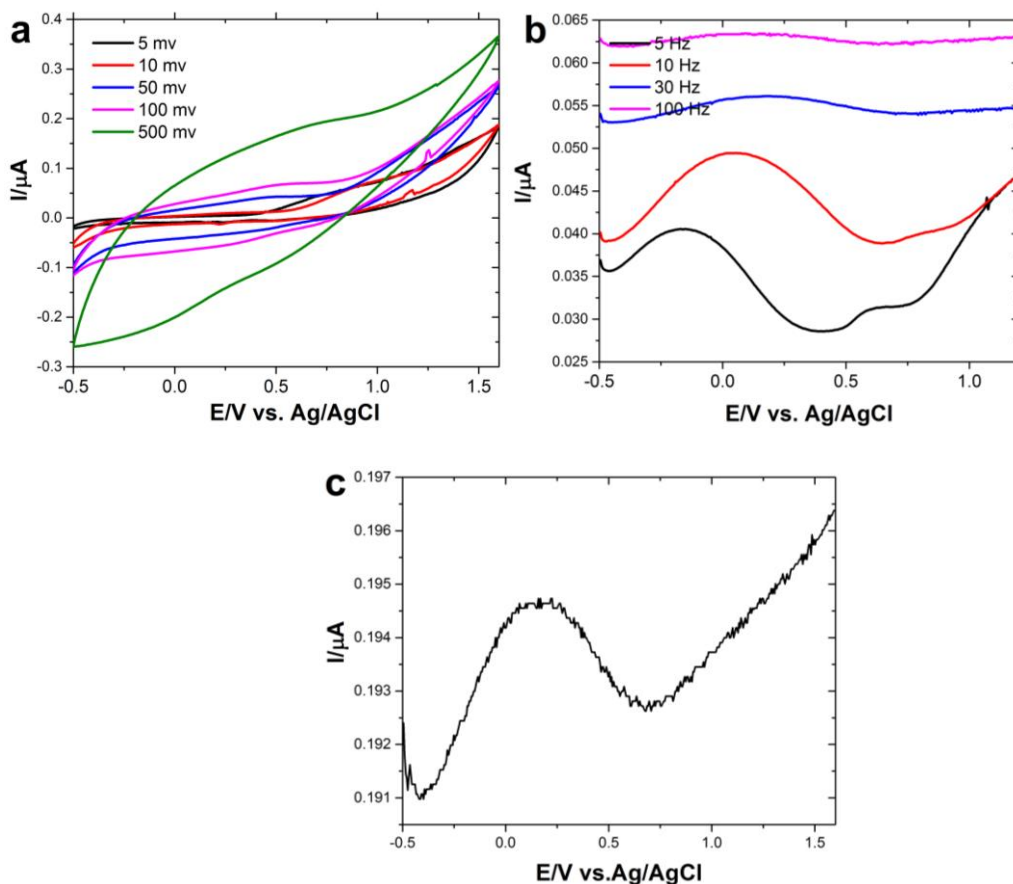 a
5 mv
10 mv
50 mv
100 mv
500 mv
0.4
0.3
0.2
0.1
0.0
-0.1
-0.2
-0.3
I/μA
-0.5
0.0
0.5
1.0
1.5
E/V vs. Ag/AgCl
b
5 Hz
10 Hz
30 Hz
100 Hz
0.065
0.060
0.055
0.050
0.045
0.040
0.035
0.030
0.025
I/μA
-0.5
0.0
0.5
1.0
E/V vs. Ag/AgCl
c
0.197
0.196
0.195
0.194
0.193
0.192
0.191
I/μA
-0.5
0.0
0.5
1.0
1.5
E/V vs.Ag/AgCl